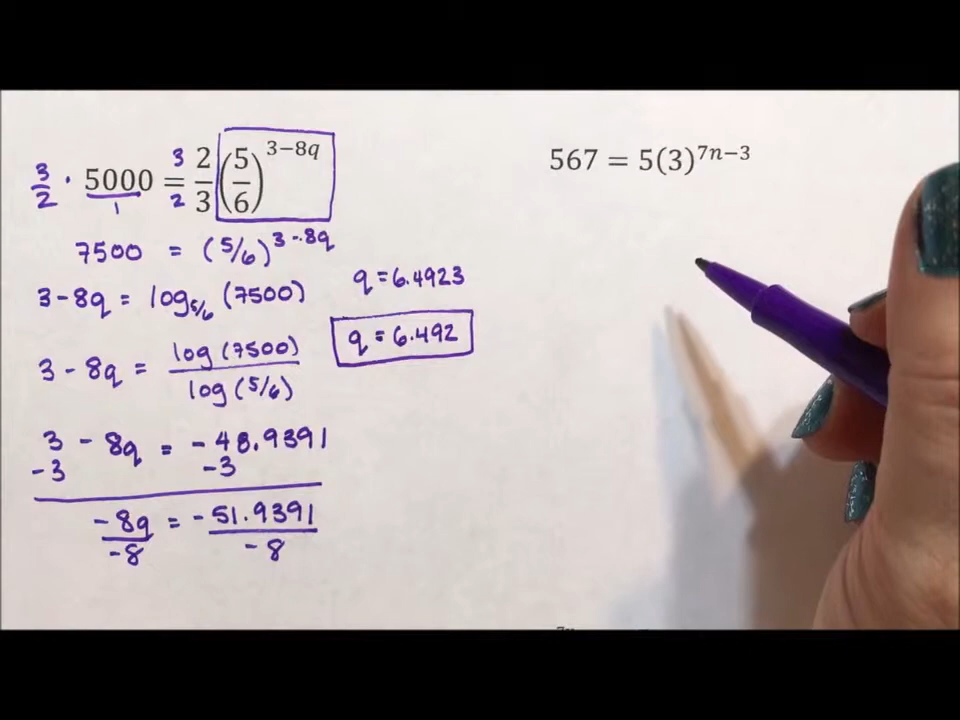 3/2 · 5000 = 2/3 (5/6)^{3−8q}
1
3
2
7500 = (5/6)^{3-8q}
3-8q = log_{5/6} (7500)
3 - 8q = log (7500) / log (5/6)
3 - 8q = -48.9391
-3 -3
-8q = -51.9391
-8 -8
q = 6.4923
q = 6.492
567 = 5(3)^{7n−3}